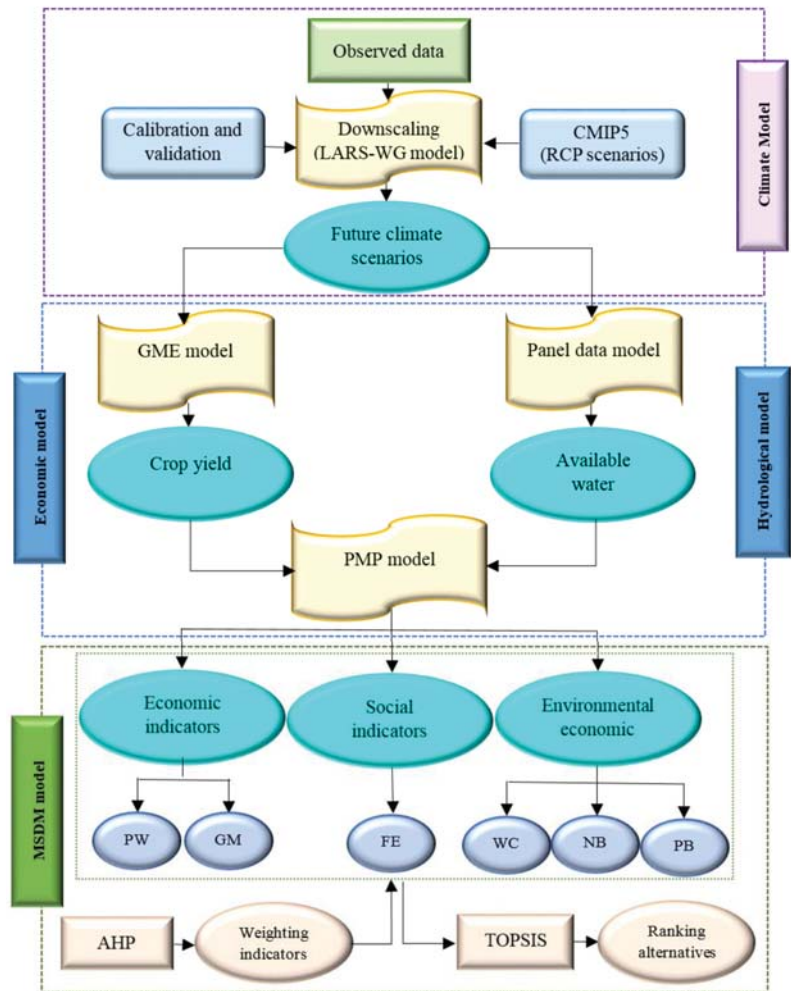 Observed data
Calibration and
validation
Downscaling
(LARS-WG model)
CMIP5
(RCP scenarios)
Climate Model
Future climate
scenarios
GME model
Panel data model
Economic model
Crop yield
Available
water
Hydrological model
PMP model
Economic
indicators
Social
indicators
Environmental
economic
MSDM model
PW
GM
FE
WC
NB
PB
AHP
Weighting
indicators
TOPSIS
Ranking
alternatives